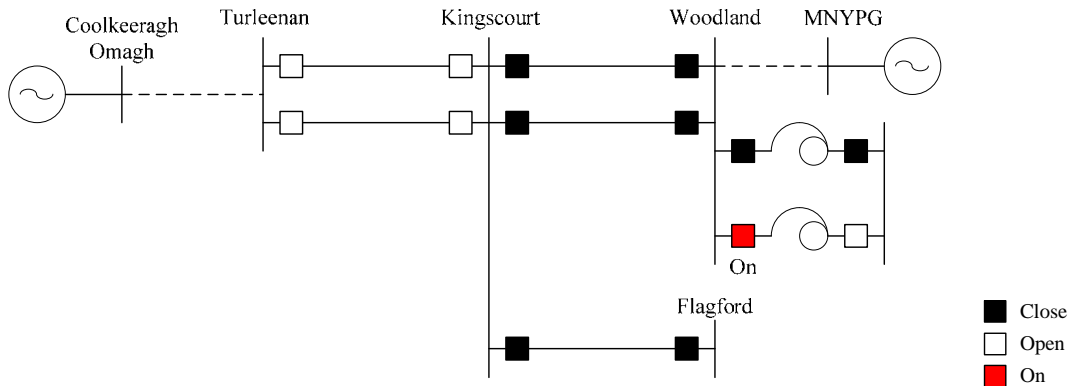 Coolkeeragh
Omagh
Turleenan
Kingscourt
Woodland
MNYPG
On
Flagford
Close
Open
On